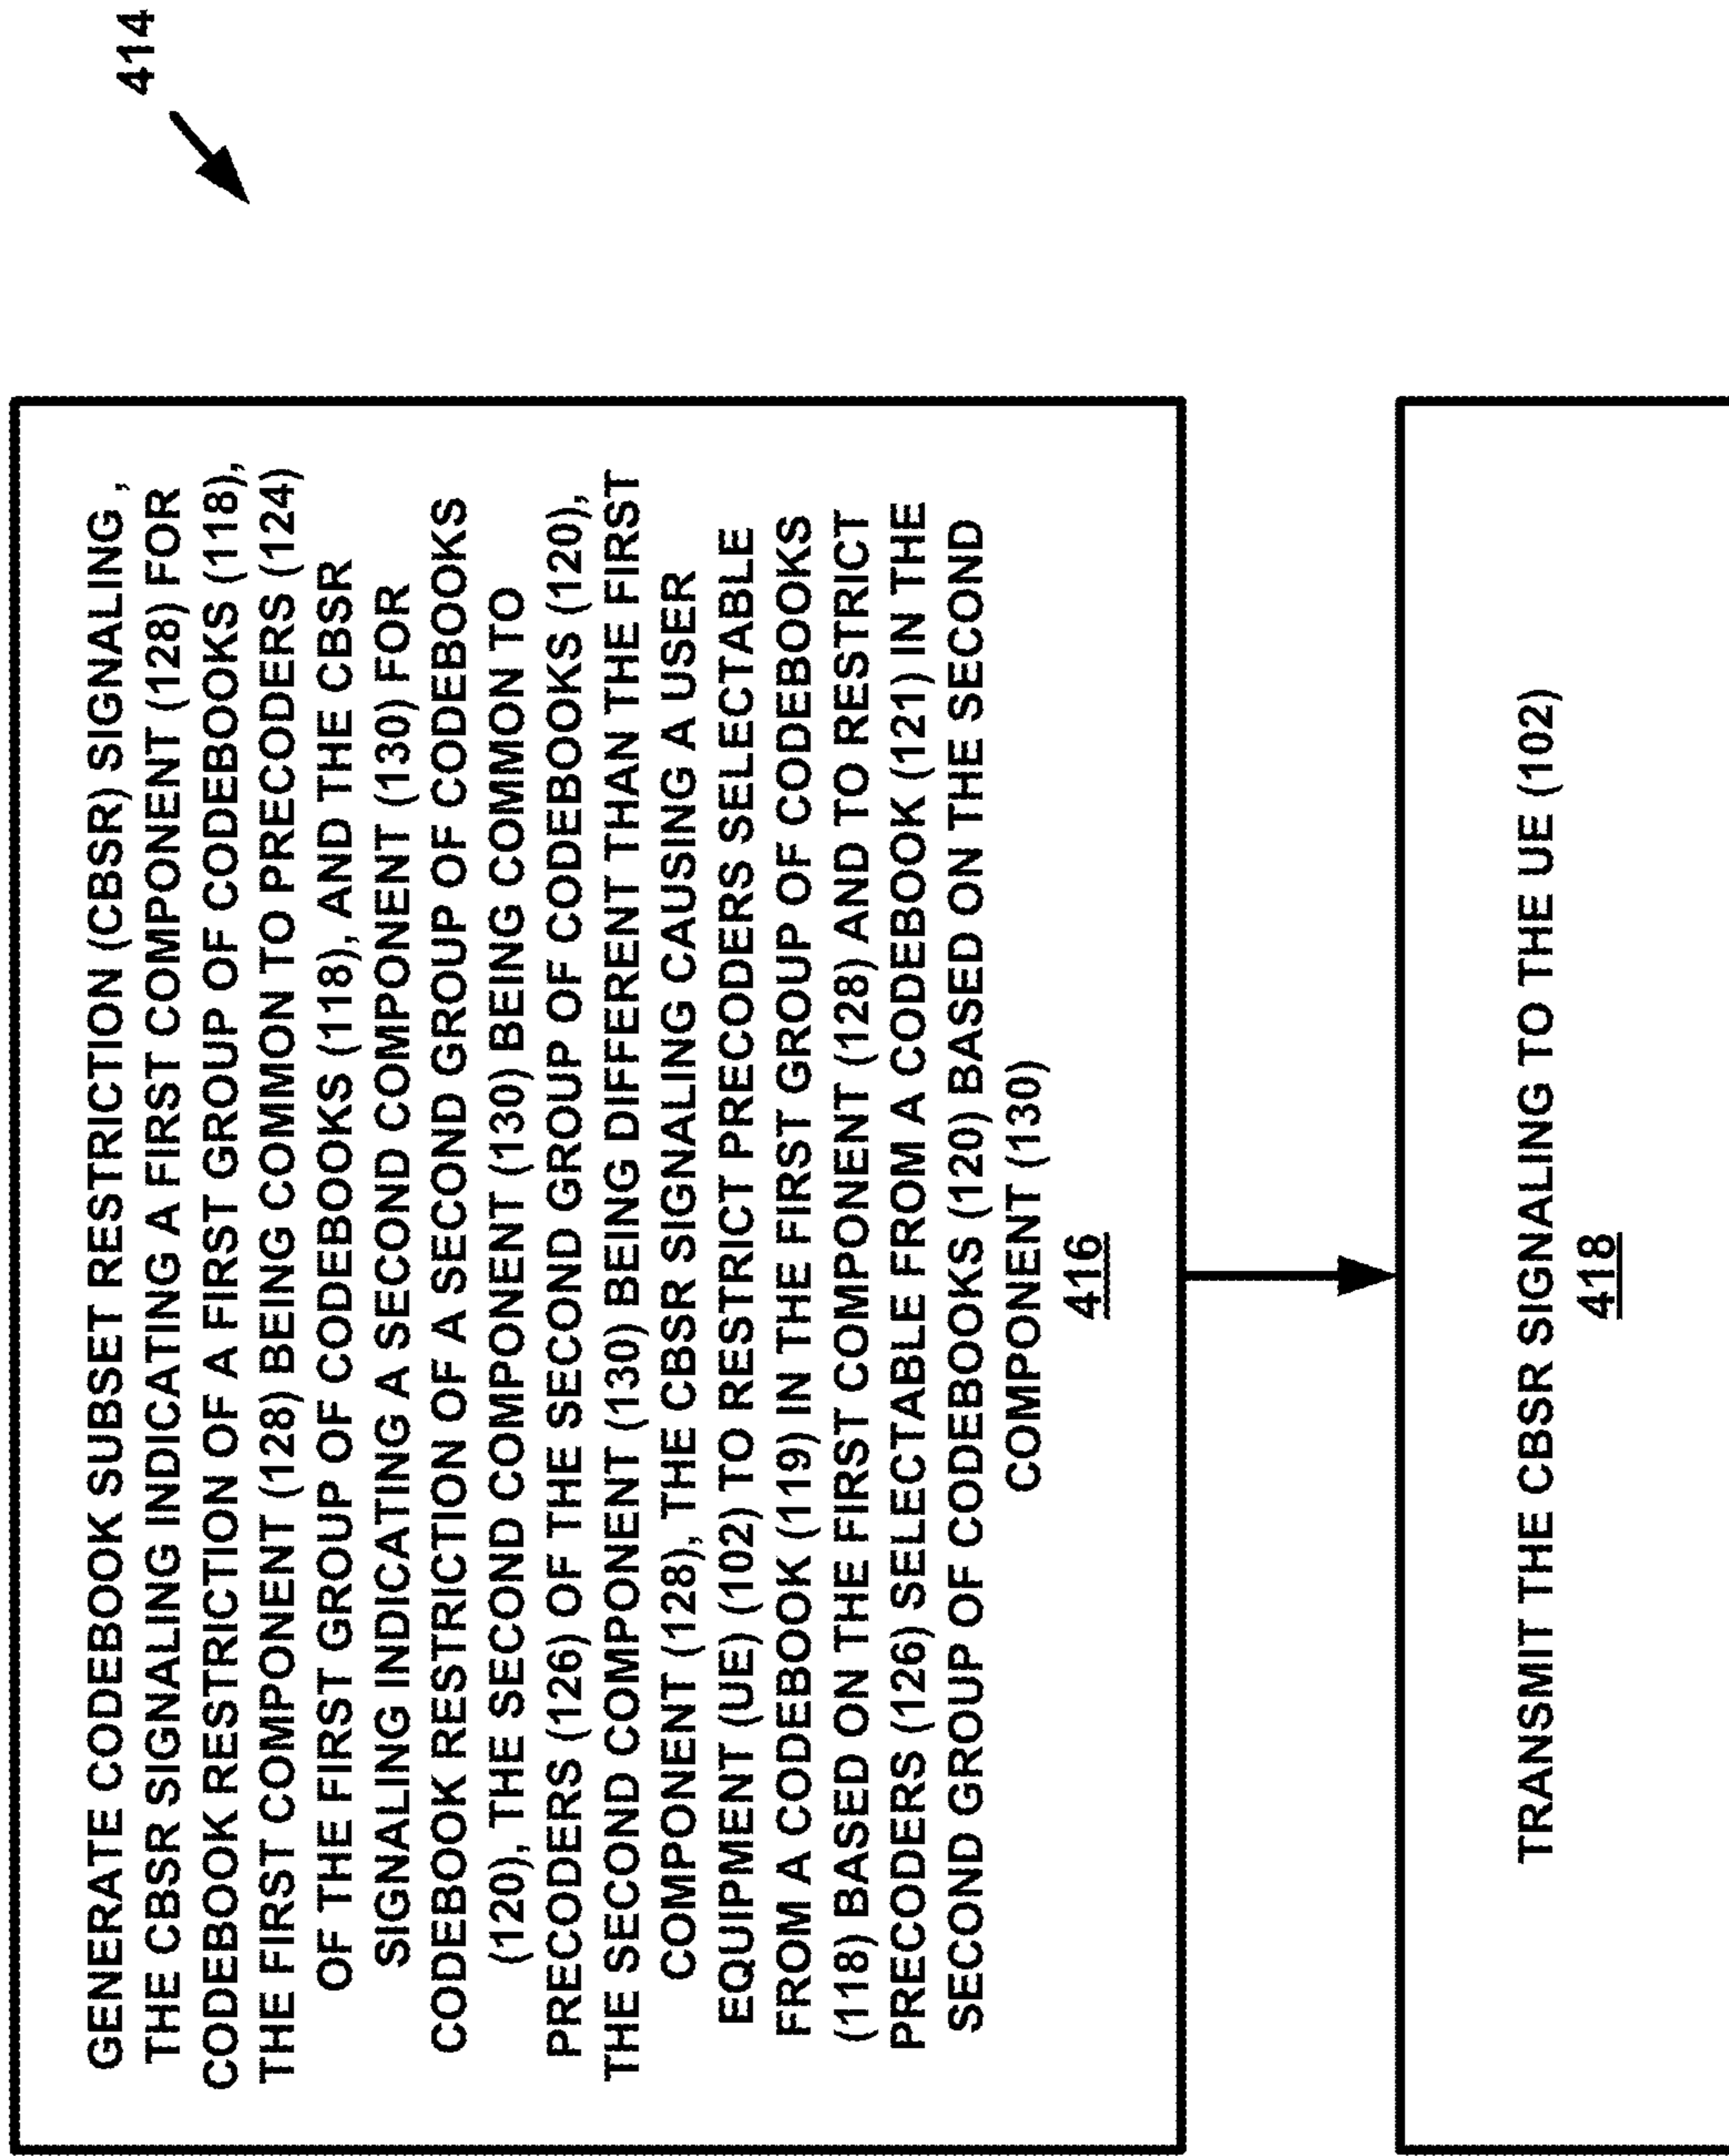 414
GENERATE CODEBOOK SUBSET RESTRICTION (CBSR) SIGNALING ,
THE CBSR SIGNALING INDICATING A FIRST COMPONENT (128) FOR
CODEBOOK RESTRICTION OF A FIRST GROUP OF CODEBOOKS (118),
THE FIRST COMPONENT (128) BEING COMMON TO PRECODERS (124)
OF THE FIRST GROUP OF CODEBOOKS (118), AND THE CBSR
SIGNALING INDICATING A SECOND COMPONENT (130) FOR
CODEBOOK RESTRICTION OF A SECOND GROUP OF CODEBOOKS
(120), THE SECOND COMPONENT (130) BEING COMMON TO
PRECODERS (126) OF THE SECOND GROUP OF CODEBOOKS (120),
THE SECOND COMPONENT (130) BEING DIFFERENT THAN THE FIRST
COMPONENT (128), THE CBSR SIGNALING CAUSING A USER
EQUIPMENT (UE) (102) TO RESTRICT PRECODERS SELECTABLE
FROM A CODEBOOK (119) IN THE FIRST GROUP OF CODEBOOKS
(118) BASED ON THE FIRST COMPONENT (128) AND TO RESTRICT
PRECODERS (126) SELECTABLE FROM A CODEBOOK (121) IN THE
SECOND GROUP OF CODEBOOKS (120) BASED ON THE SECOND
COMPONENT (130)
416
TRANSMIT THE CBSR SIGNALING TO THE UE (102)
418